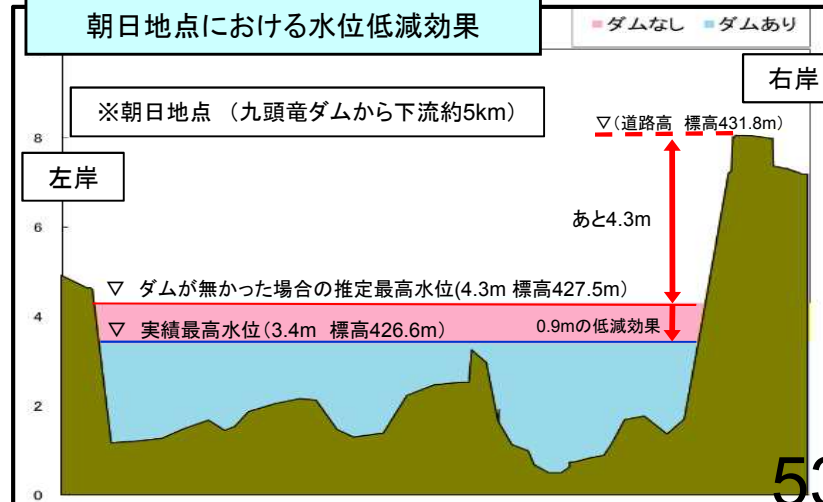 朝日地点における水位低減効果
■ダムなし ■ダムあり
右岸
※朝日地点 (九頭竜ダムから下流約5km)
▽(道路高 標高431.8m)
8
左岸
あと4.3m
6
▽ ダムが無かった場合の推定最高水位(4.3m 標高427.5m)
4
▽ 実績最高水位(3.4m 標高426.6m)
0.9mの低減効果
2
0
53